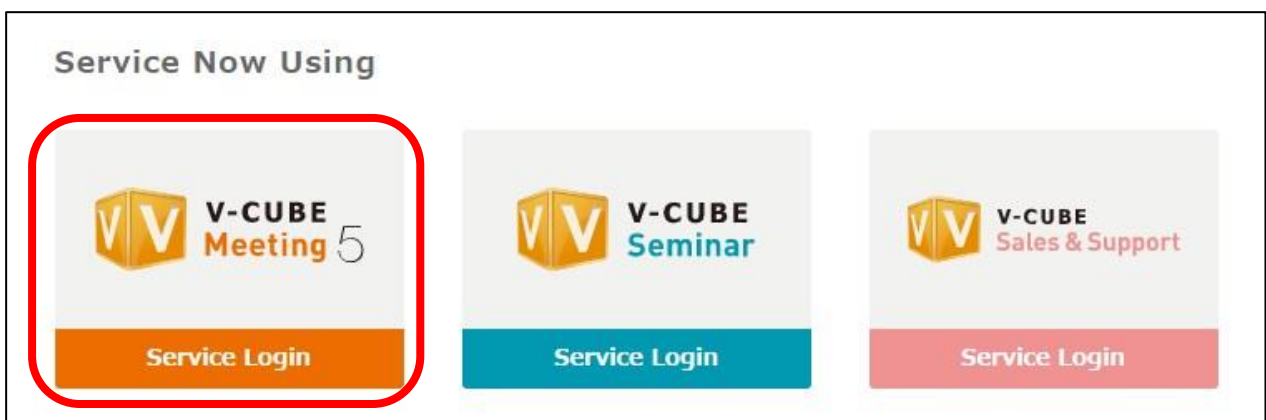 Service Now Using
V V V-CUBE
Meeting 5
Service Login
V V V-CUBE
Seminar
Service Login
V V V-CUBE
Sales & Support
Service Login